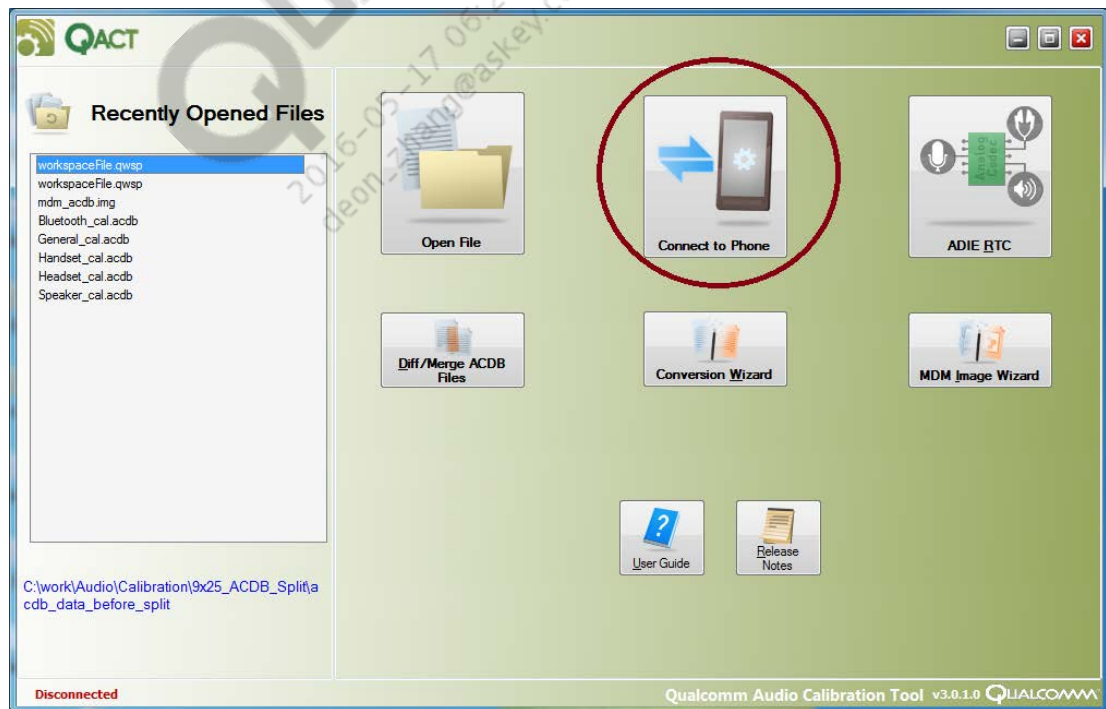 QACT
Recently Opened Files
workspaceFile.qwsp
workspaceFile.qwsp
mdm_acdb.img
Bluetooth_cal.acdb
General_cal.acdb
Handset_cal.acdb
Headset_cal.acdb
Speaker_cal.acdb
Open File
Connect to Phone
Analog
Codec
ADIE RTC
Diff/Merge ACDB
Files
Conversion Wizard
MDM Image Wizard
User Guide
Release
Notes
C:\work\Audio\Calibration\9x25_ACDB_Split\a
cdb_data_before_split
Disconnected
Qualcomm Audio Calibration Tool v3.0.1.0 QUALCOMM